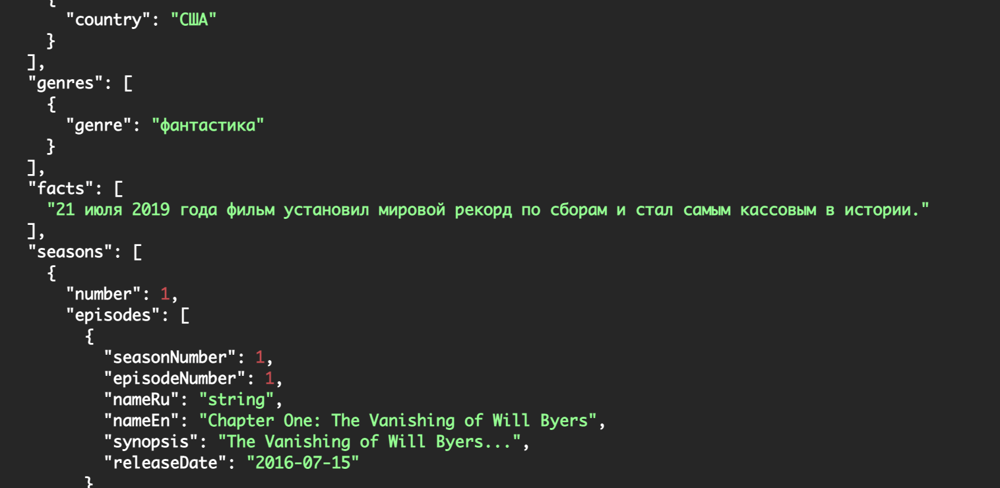 {
"country": "США"
}
],
"genres": [
{
"genre": "фантастика"
}
],
"facts": [
"21 июля 2019 года фильм установил мировой рекорд по сборам и стал самым кассовым в истории."
],
"seasons": [
{
"number": 1,
"episodes": [
{
"seasonNumber": 1,
"episodeNumber": 1,
"nameRu": "string",
"nameEn": "Chapter One: The Vanishing of Will Byers",
"synopsis": "The Vanishing of Will Byers...",
"releaseDate": "2016-07-15"
}